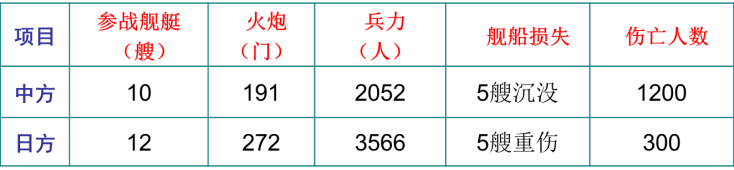 项目 参战舰艇（艘） 火炬（门） 兵力（人） 舰船损失 伤亡人数
中方 10 191 2052 5艘沉没 1200
日方 12 272 3566 5艘重伤 300